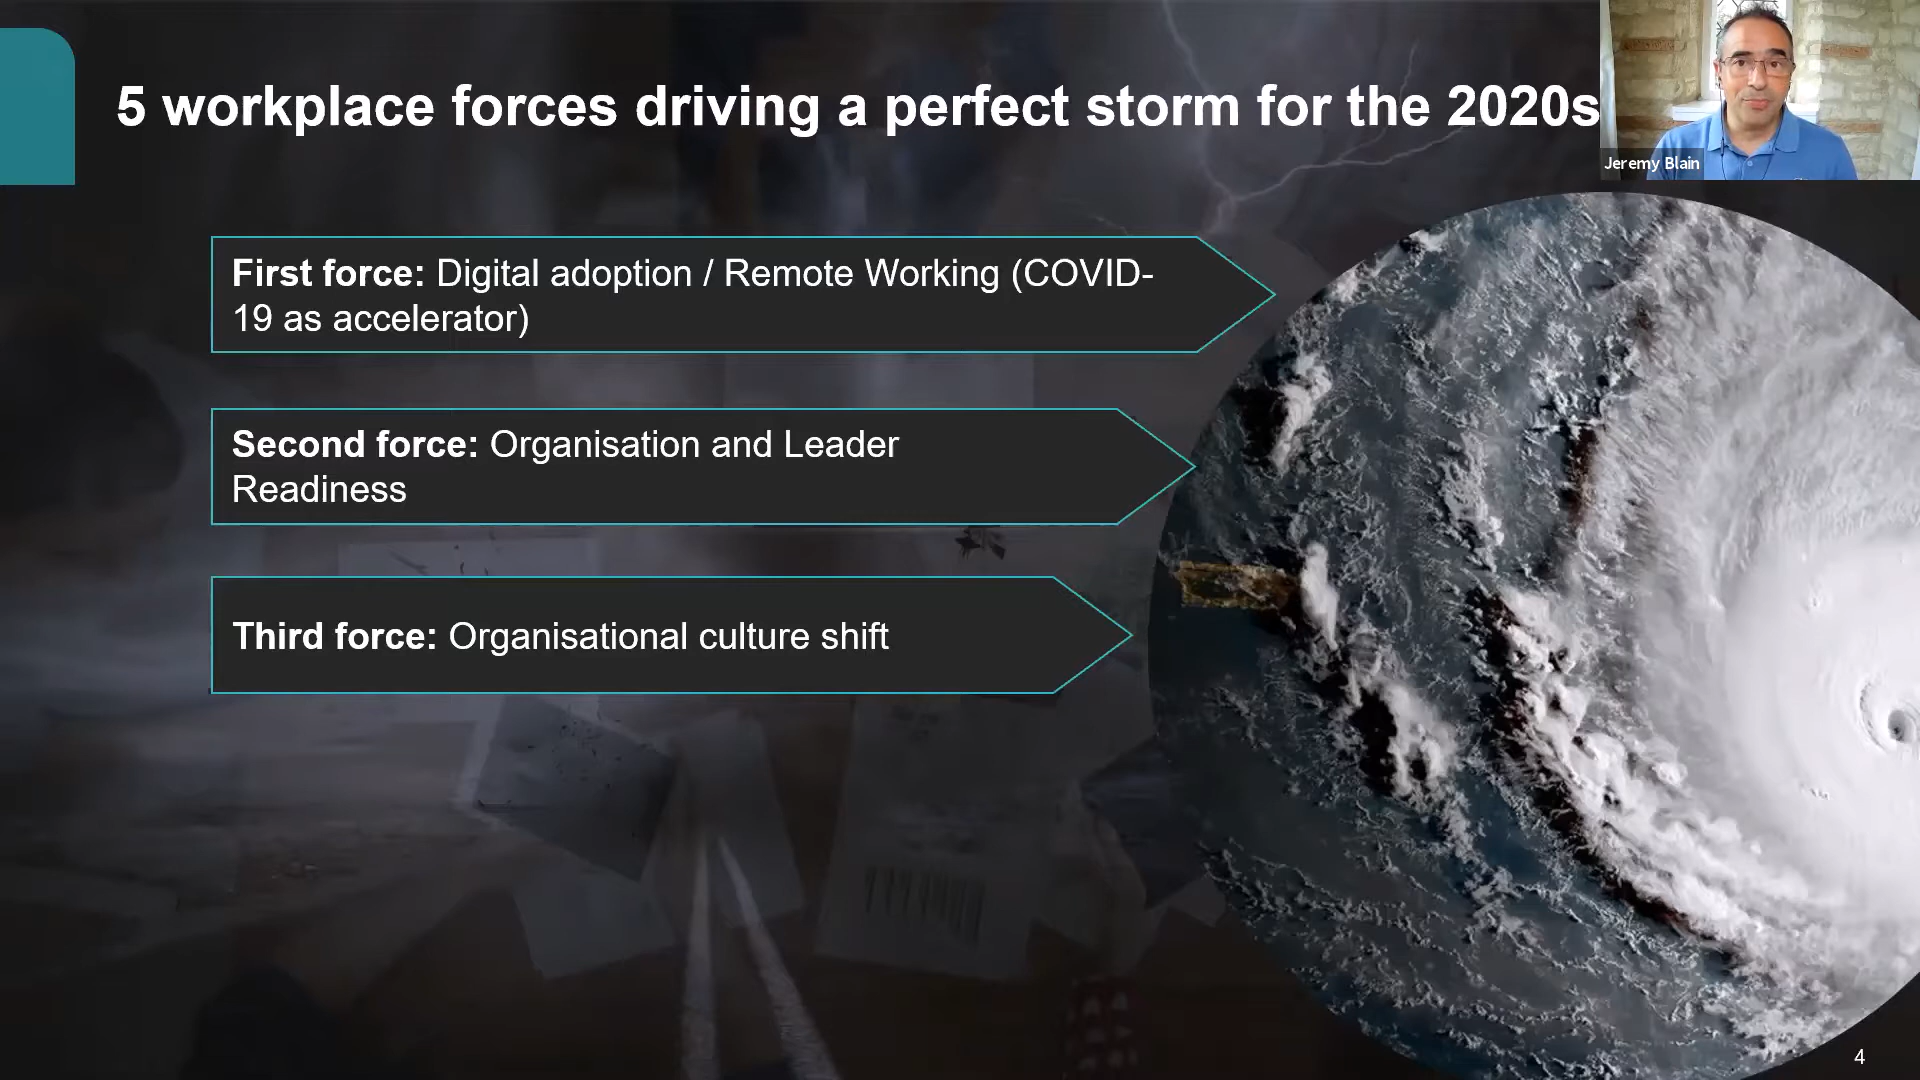 5 workplace forces driving a perfect storm for the 2020s
Jeremy Blain
First force: Digital adoption / Remote Working (COVID-
19 as accelerator)
Second force: Organisation and Leader
Readiness
Third force: Organisational culture shift
4